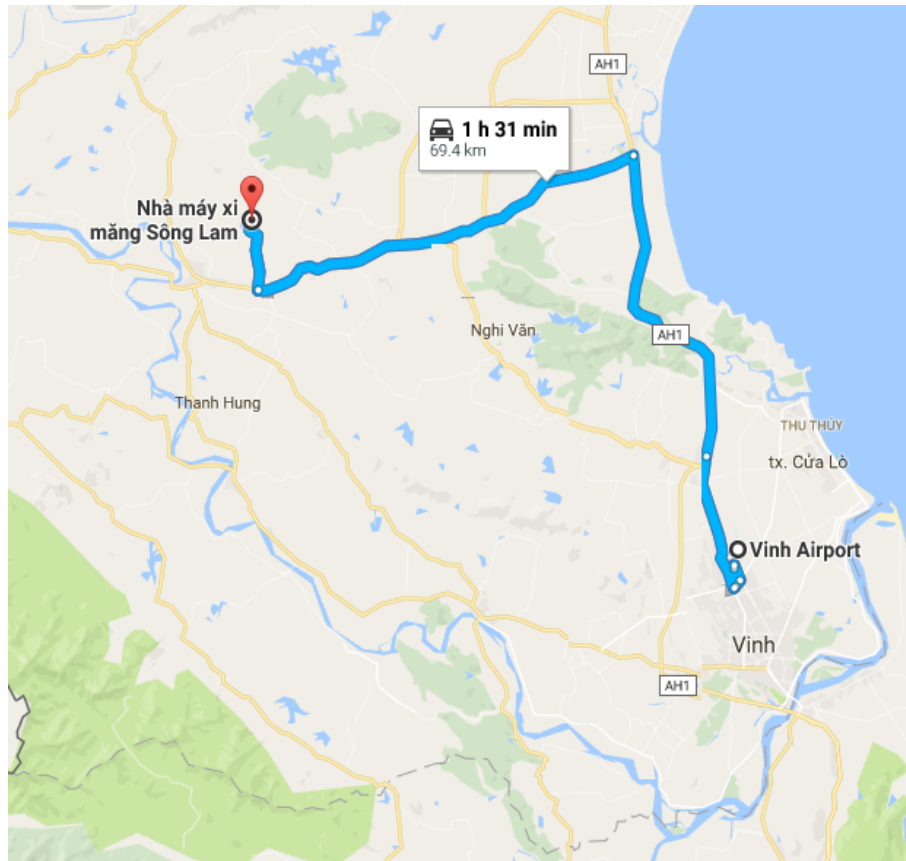 AH1
1 h 31 min
69.4 km
Nhà máy xi
măng Sông Lam
Nghi Văn
AH1
Thanh Hung
THU THỦY
tx. Cửa Lò
Vinh Airport
Vinh
AH1